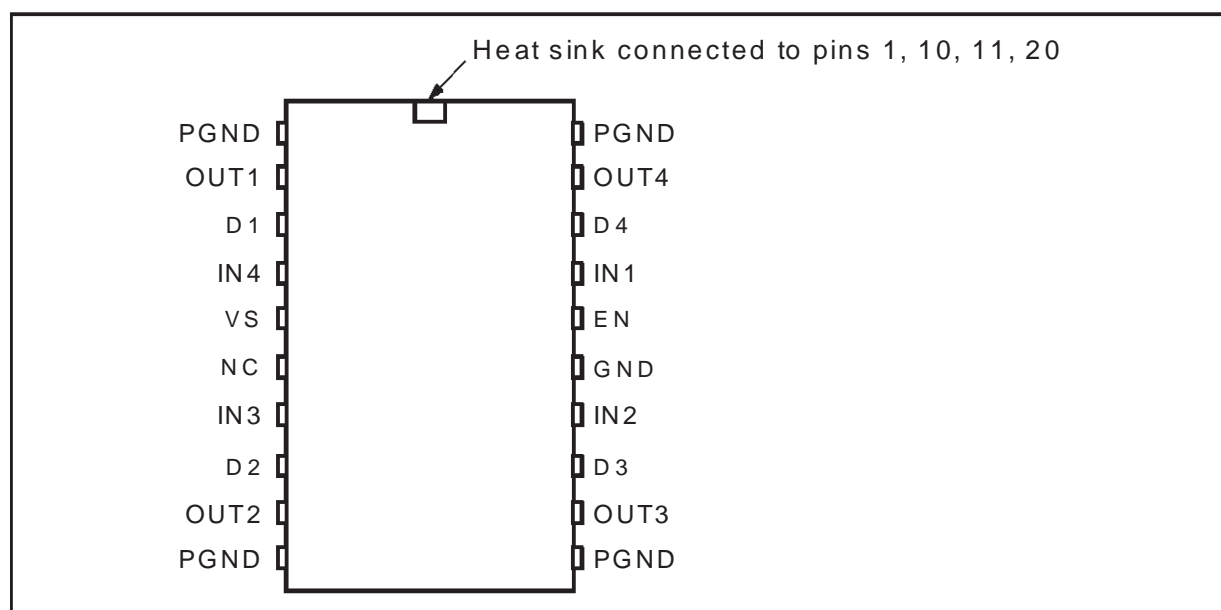 Heat sink connected to pins 1, 10, 11, 20
PGND PGND
OUT1 OUT4
D1 D4
IN4 IN1
VS EN
NC GND
IN3 IN2
D2 D3
OUT2 OUT3
PGND PGND